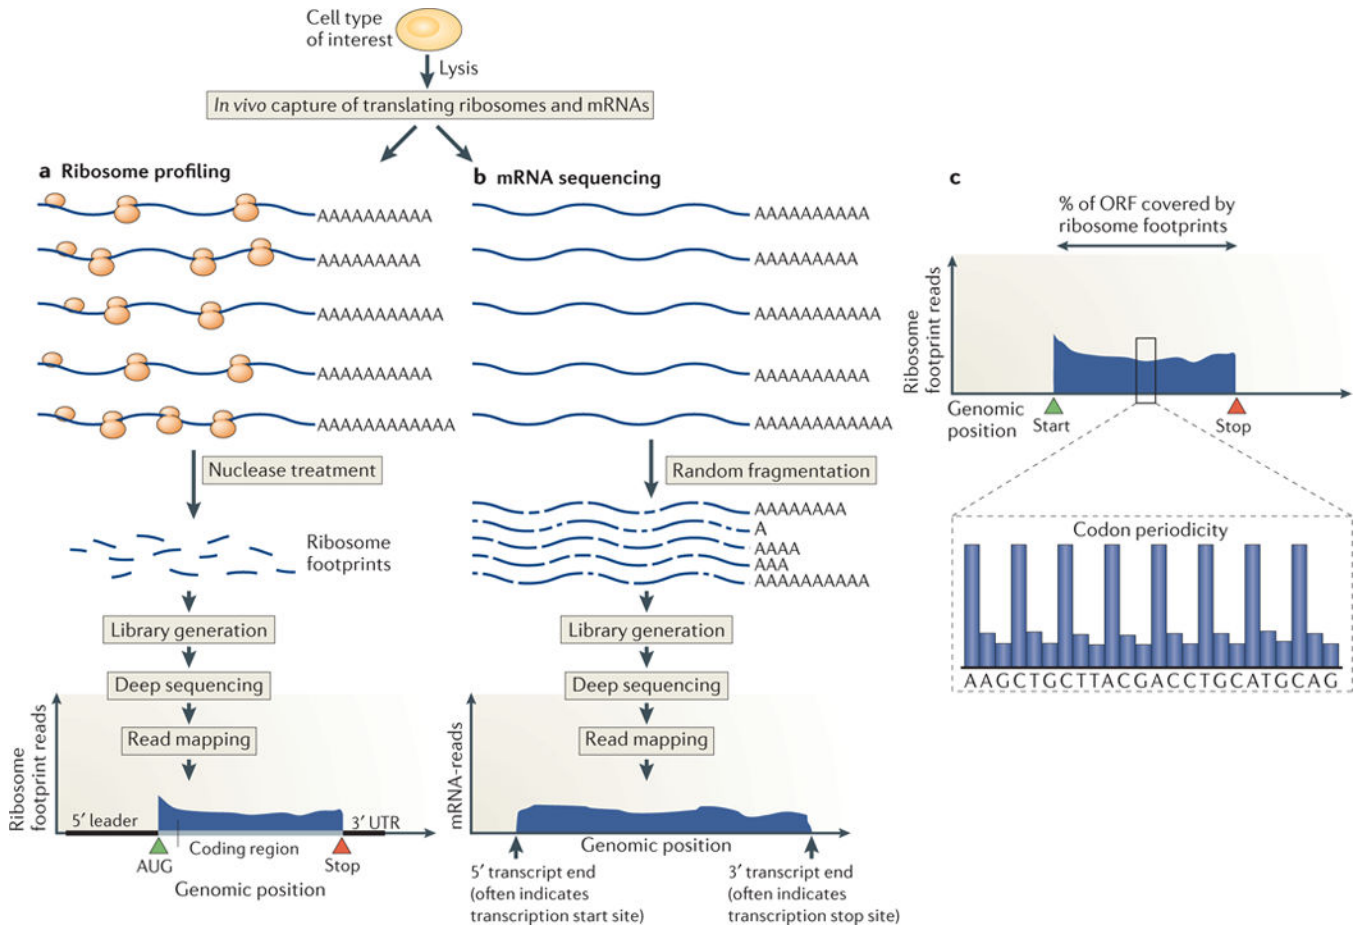 Cell type
of interest
Lysis
In vivo capture of translating ribosomes and mRNAs
a Ribosome profiling
AAAAAAAAAA
AAAAAAAAA
AAAAAAAAAAA
AAAAAAAAAA
AAAAAAAAAAAA
Nuclease treatment
Ribosome
footprints
Library generation
Deep sequencing
Read mapping
Ribosome
footprint reads
5′ leader
3′ UTR
Coding region
AUG
Stop
Genomic position
b mRNA sequencing
AAAAAAAAAA
AAAAAAAAA
AAAAAAAAAAA
AAAAAAAAAA
AAAAAAAAAAAA
Random fragmentation
AAAAAAAA
A
AAAA
AAA
AAAAAAAAAA
Library generation
Deep sequencing
Read mapping
mRNA-reads
Genomic position
5′ transcript end
(often indicates
transcription start site)
3′ transcript end
(often indicates
transcription stop site)
c
% of ORF covered by
ribosome footprints
Ribosome
footprint reads
Genomic
position
Start
Stop
Codon periodicity
AAGCTGCTTACGACCTGCATGCAG